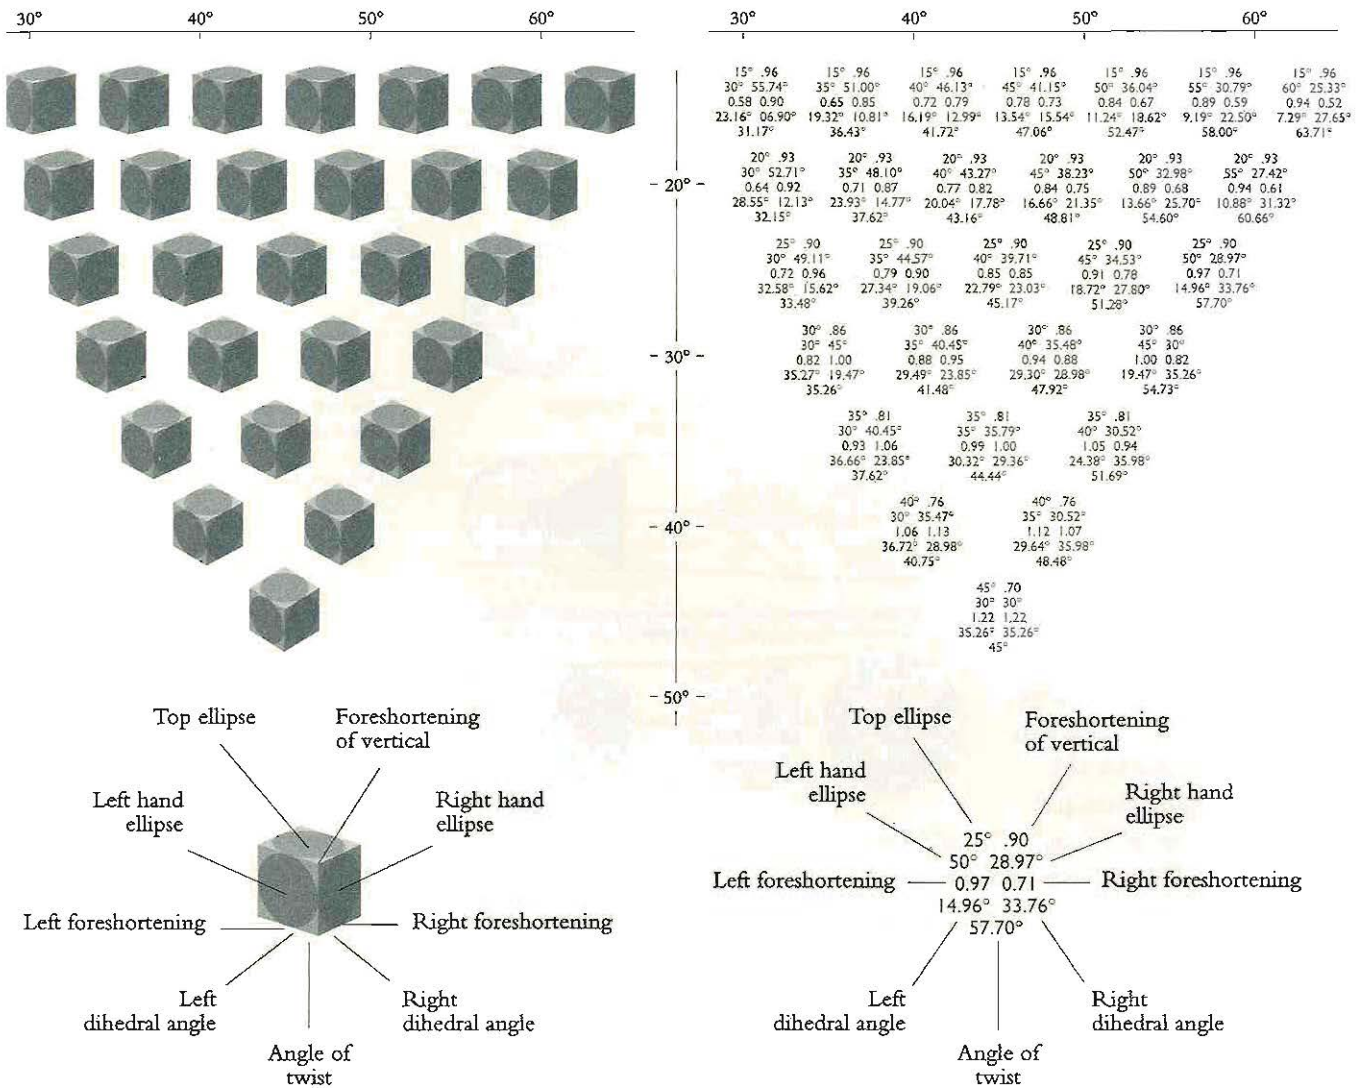 30° 40° 50° 60°
30° 40° 50° 60°
15° .96 15° .96 15° .96 15° .96 15° .96 15° .96 15° .96
30° 55.74° 35° 51.00° 40° 46.13° 45° 41.15° 50° 36.04° 55° 30.79° 60° 25.33°
0.58 0.90 0.65 0.85 0.72 0.79 0.78 0.73 0.84 0.67 0.89 0.59 0.94 0.52
23.16° 06.90° 19.32° 10.81° 16.19° 12.99° 13.54° 15.54° 11.24° 18.62° 9.19° 22.50° 7.29° 27.65°
31.17° 36.43° 41.72° 47.06° 52.47° 58.00° 63.71°
- 20° -
20° .93 20° .93 20° .93 20° .93 20° .93 20° .93
30° 52.71° 35° 48.10° 40° 43.27° 45° 38.23° 50° 32.98° 55° 27.42°
0.64 0.92 0.71 0.87 0.77 0.82 0.84 0.75 0.89 0.68 0.94 0.61
28.55° 12.13° 23.93° 14.77° 20.04° 17.78° 16.66° 21.35° 13.66° 25.70° 10.88° 31.32°
32.15° 37.62° 43.16° 48.81° 54.60° 60.66°
25° .90 25° .90 25° .90 25° .90 25° .90
30° 49.11° 35° 44.57° 40° 39.71° 45° 34.53° 50° 28.97°
0.72 0.96 0.79 0.90 0.85 0.85 0.91 0.78 0.97 0.71
32.58° 15.62° 27.34° 19.06° 22.79° 23.03° 18.72° 27.80° 14.96° 33.76°
33.48° 39.26° 45.17° 51.28° 57.70°
- 30° -
30° .86 30° .86 30° .86 30° .86
30° 45° 35° 40.45° 40° 35.48° 45° 30°
0.82 1.00 0.88 0.95 0.94 0.88 1.00 0.82
35.27° 19.47° 29.49° 23.85° 29.30° 28.98° 19.47° 35.26°
35.26° 41.48° 47.92° 54.73°
35° .81 35° .81 35° .81
30° 40.45° 35° 35.79° 40° 30.52°
0.93 1.06 0.99 1.00 1.05 0.94
36.66° 23.85° 30.32° 29.36° 24.38° 35.98°
37.62° 44.44° 51.69°
- 40° -
40° .76 40° .76
30° 35.47° 35° 30.52°
1.06 1.13 1.12 1.07
36.72° 28.98° 29.64° 35.98°
40.75° 48.48°
45° .70
30° 30°
1.22 1.22
35.26° 35.26°
45°
- 50° -
Top ellipse
Foreshortening
of vertical
Left hand
ellipse
Right hand
ellipse
Left foreshortening
Right foreshortening
Left
dihedral angle
Right
dihedral angle
Angle of
twist
Top ellipse
Foreshortening
of vertical
Left hand
ellipse
Right hand
ellipse
25° .90
50° 28.97°
Left foreshortening 0.97 0.71 Right foreshortening
14.96° 33.76°
57.70°
Left
dihedral angle
Right
dihedral angle
Angle of
twist